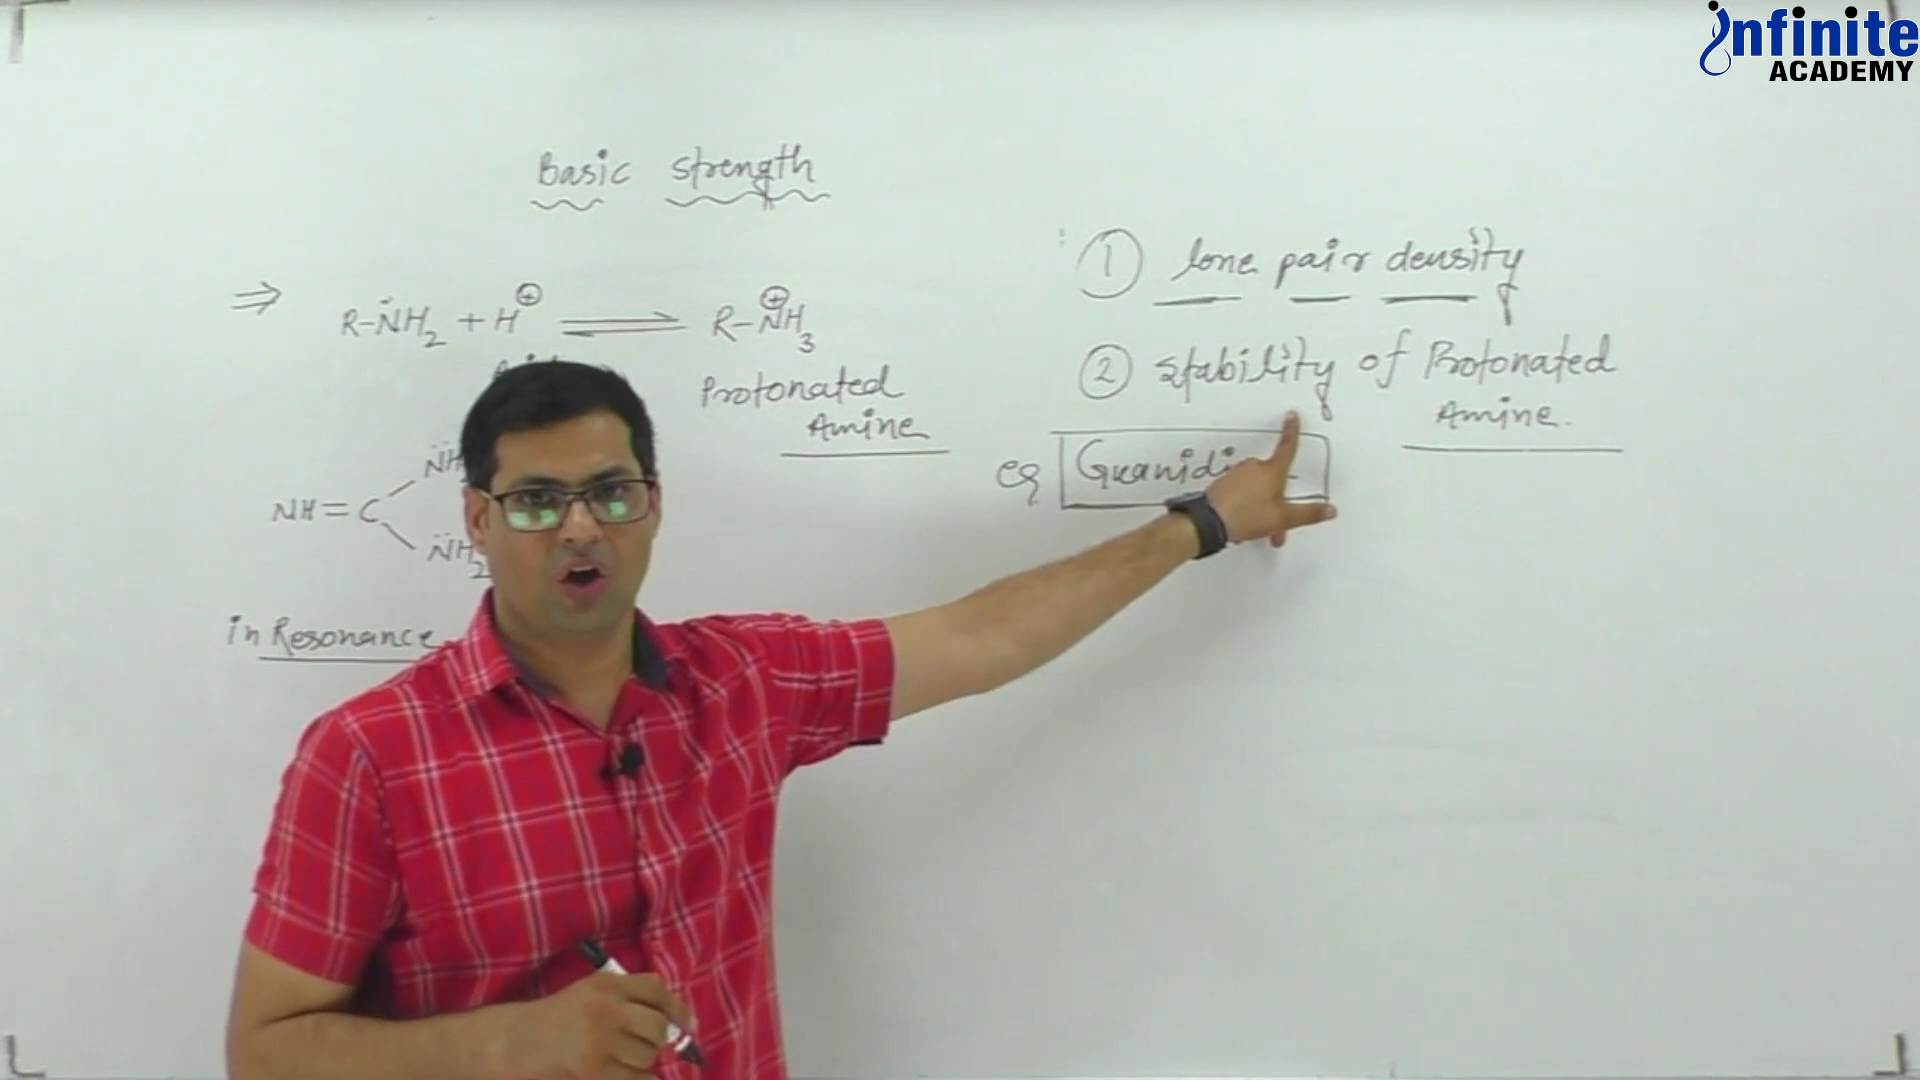 infinite
ACADEMY
Basic strength
⇒ R-N̈H₂ + H⊕ ⇌ R-N⊕H₃
Protonated
Amine
NH=C
N̈H
N̈H₂
in Resonance
① lone pair density
② stability of Protonated
Amine.
eg